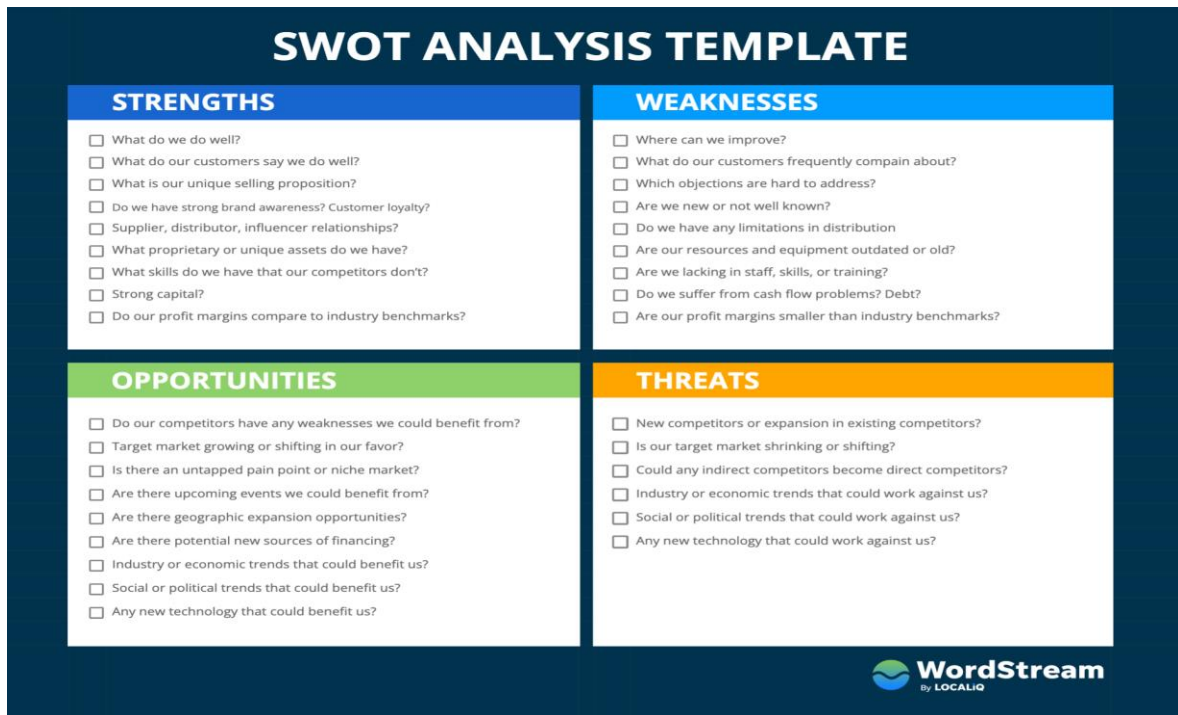 SWOT ANALYSIS TEMPLATE
STRENGTHS
What do we do well?
What do our customers say we do well?
What is our unique selling proposition?
Do we have strong brand awareness? Customer loyalty?
Supplier, distributor, influencer relationships?
What proprietary or unique assets do we have?
What skills do we have that our competitors don't?
Strong capital?
Do our profit margins compare to industry benchmarks?
WEAKNESSES
Where can we improve?
What do our customers frequently compain about?
Which objections are hard to address?
Are we new or not well known?
Do we have any limitations in distribution
Are our resources and equipment outdated or old?
Are we lacking in staff, skills, or training?
Do we suffer from cash flow problems? Debt?
Are our profit margins smaller than industry benchmarks?
OPPORTUNITIES
Do our competitors have any weaknesses we could benefit from?
Target market growing or shifting in our favor?
Is there an untapped pain point or niche market?
Are there upcoming events we could benefit from?
Are there geographic expansion opportunities?
Are there potential new sources of financing?
Industry or economic trends that could benefit us?
Social or political trends that could benefit us?
Any new technology that could benefit us?
THREATS
New competitors or expansion in existing competitors?
Is our target market shrinking or shifting?
Could any indirect competitors become direct competitors?
Industry or economic trends that could work against us?
Social or political trends that could work against us?
Any new technology that could work against us?
WordStream
By LOCALiQ